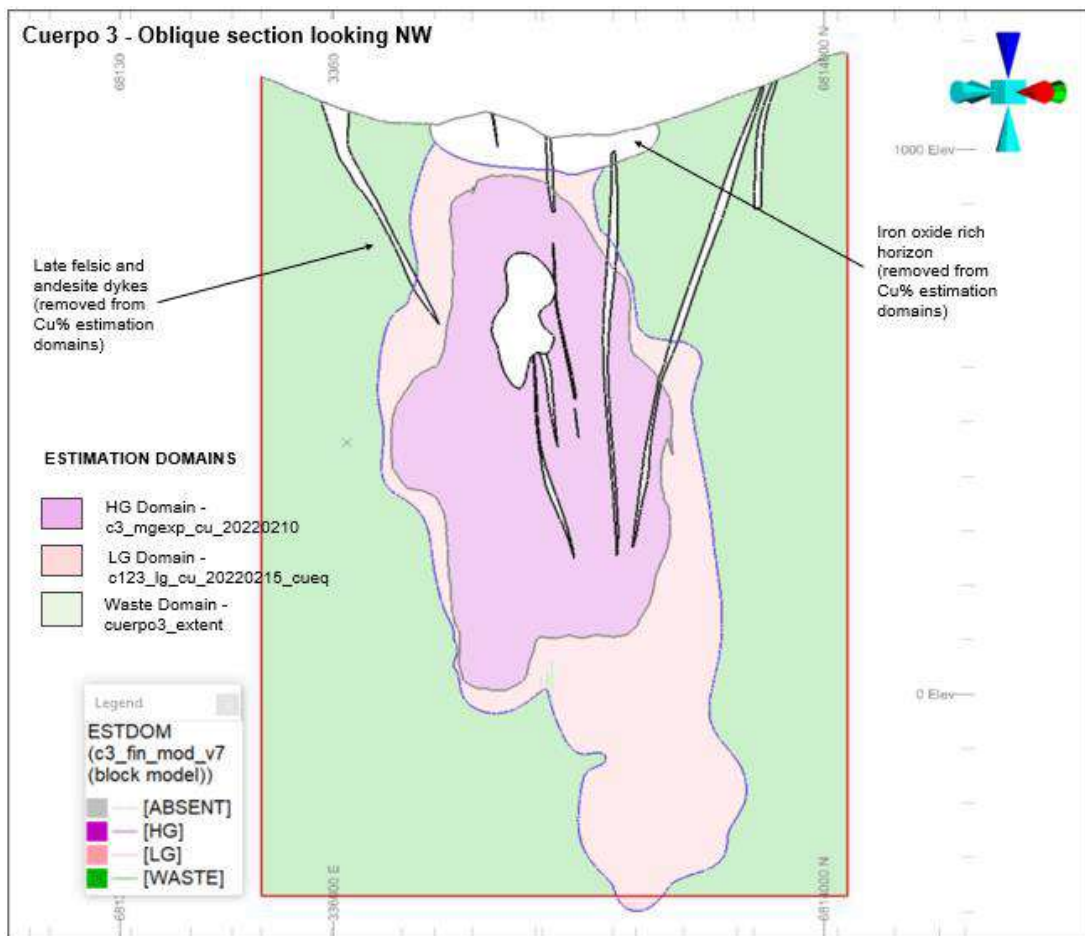 Cuerpo 3 - Oblique section looking NW
68130
3360
6814000 N
1000 Elev
Iron oxide rich
horizon
(removed from
Cu% estimation
domains)
Late felsic and
andesite dykes
(removed from
Cu% estimation
domains)
ESTIMATION DOMAINS
HG Domain -
c3_mgexp_cu_20220210
LG Domain -
c123_lg_cu_20220215_cueq
Waste Domain -
cuerpo3_extent
0 Elev
Legend
ESTDOM
(c3_fin_mod_v7
(block model))
[ABSENT]
[HG]
[LG]
[WASTE]
6814000 N